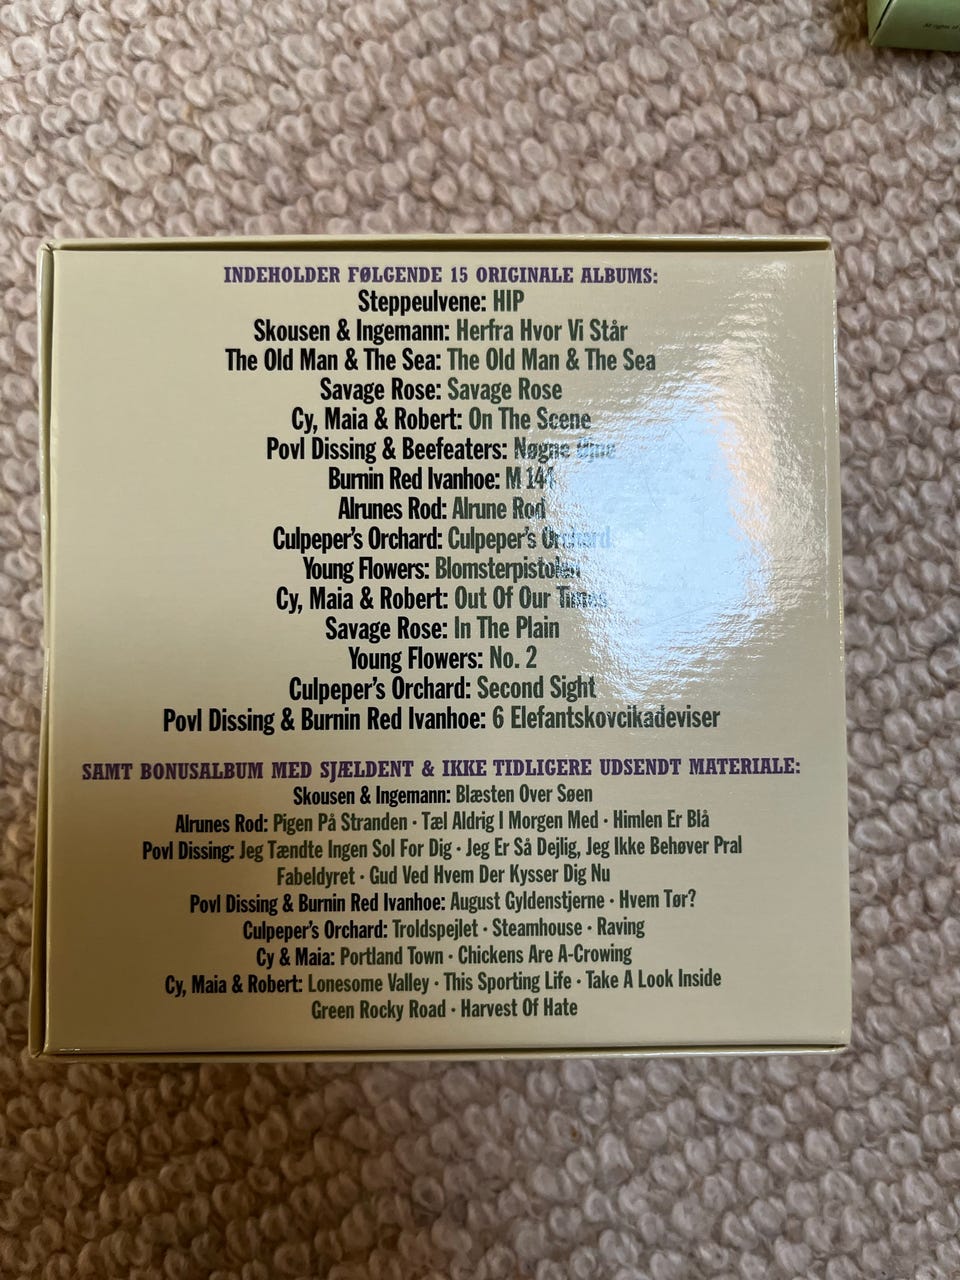 INDEHOLDER FØLGENDE 15 ORIGINALE ALBUMS:
Steppeulvene: HIP
Skousen & Ingemann: Herfra Hvor Vi Står
The Old Man & The Sea: The Old Man & The Sea
Savage Rose: Savage Rose
Cy, Maia & Robert: On The Scene
Povl Dissing & Beefeaters: Nøgne Øjne
Burnin Red Ivanhoe: M 144
Alrunes Rod: Alrune Rod
Culpeper's Orchard: Culpeper's Orchard
Young Flowers: Blomsterpistolen
Cy, Maia & Robert: Out Of Our Times
Savage Rose: In The Plain
Young Flowers: No. 2
Culpeper's Orchard: Second Sight
Povl Dissing & Burnin Red Ivanhoe: 6 Elefantskovcikadeviser
SAMT BONUSALBUM MED SJÆLDENT & IKKE TIDLIGERE UDSENDT MATERIALE:
Skousen & Ingemann: Blæsten Over Søen
Alrunes Rod: Pigen På Stranden · Tæl Aldrig I Morgen Med · Himlen Er Blå
Povl Dissing: Jeg Tændte Ingen Sol For Dig · Jeg Er Så Dejlig, Jeg Ikke Behøver Pral
Fabeldyret · Gud Ved Hvem Der Kysser Dig Nu
Povl Dissing & Burnin Red Ivanhoe: August Gyldenstjerne · Hvem Tør?
Culpeper's Orchard: Troldspejlet · Steamhouse · Raving
Cy & Maia: Portland Town · Chickens Are A-Crowing
Cy, Maia & Robert: Lonesome Valley · This Sporting Life · Take A Look Inside
Green Rocky Road · Harvest Of Hate